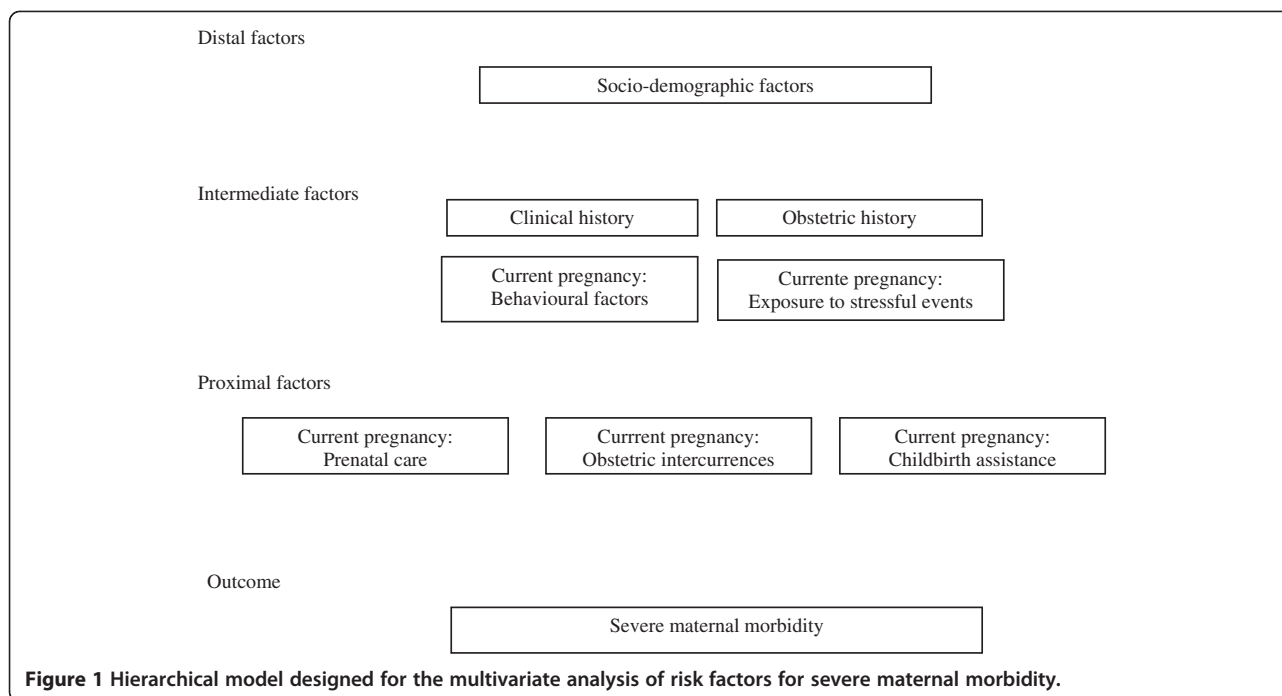 Distal factors
Socio-demographic factors
Intermediate factors
Clinical history
Obstetric history
Current pregnancy:
Behavioural factors
Currente pregnancy:
Exposure to stressful events
Proximal factors
Current pregnancy:
Prenatal care
Currrent pregnancy:
Obstetric intercurrences
Current pregnancy:
Childbirth assistance
Outcome
Severe maternal morbidity
Figure 1 Hierarchical model designed for the multivariate analysis of risk factors for severe maternal morbidity.